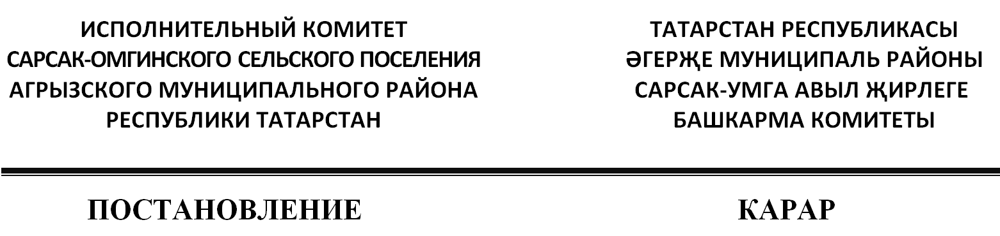 ИСПОЛНИТЕЛЬНЫЙ КОМИТЕТ
САРСАК-ОМГИНСКОГО СЕЛЬСКОГО ПОСЕЛЕНИЯ
АГРЫЗСКОГО МУНИЦИПАЛЬНОГО РАЙОНА
РЕСПУБЛИКИ ТАТАРСТАН
ТАТАРСТАН РЕСПУБЛИКАСЫ
ӘГЕРҖЕ МУНИЦИПАЛЬ РАЙОНЫ
САРСАК-УМГА АВЫЛ ҖИРЛЕГЕ
БАШКАРМА КОМИТЕТЫ
ПОСТАНОВЛЕНИЕ
КАРАР